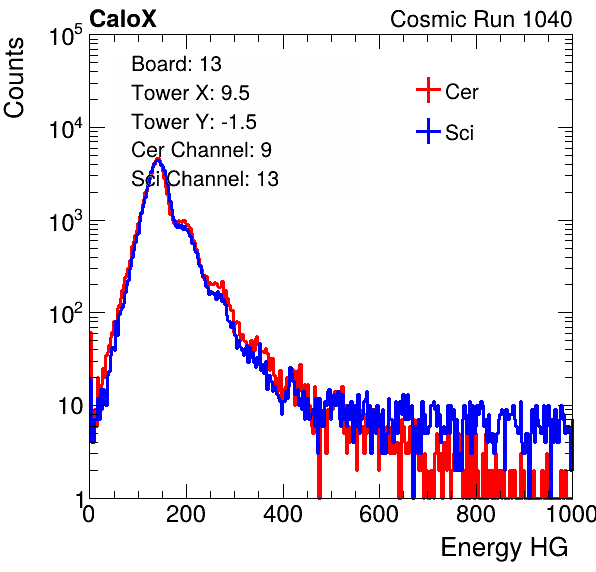 CaloX
Cosmic Run 1040
Counts
Board: 13
Tower X: 9.5
Tower Y: -1.5
Cer Channel: 9
Sci Channel: 13
Cer
Sci
10^5
10^4
10^3
10^2
10
1
0 200 400 600 800 1000
Energy HG